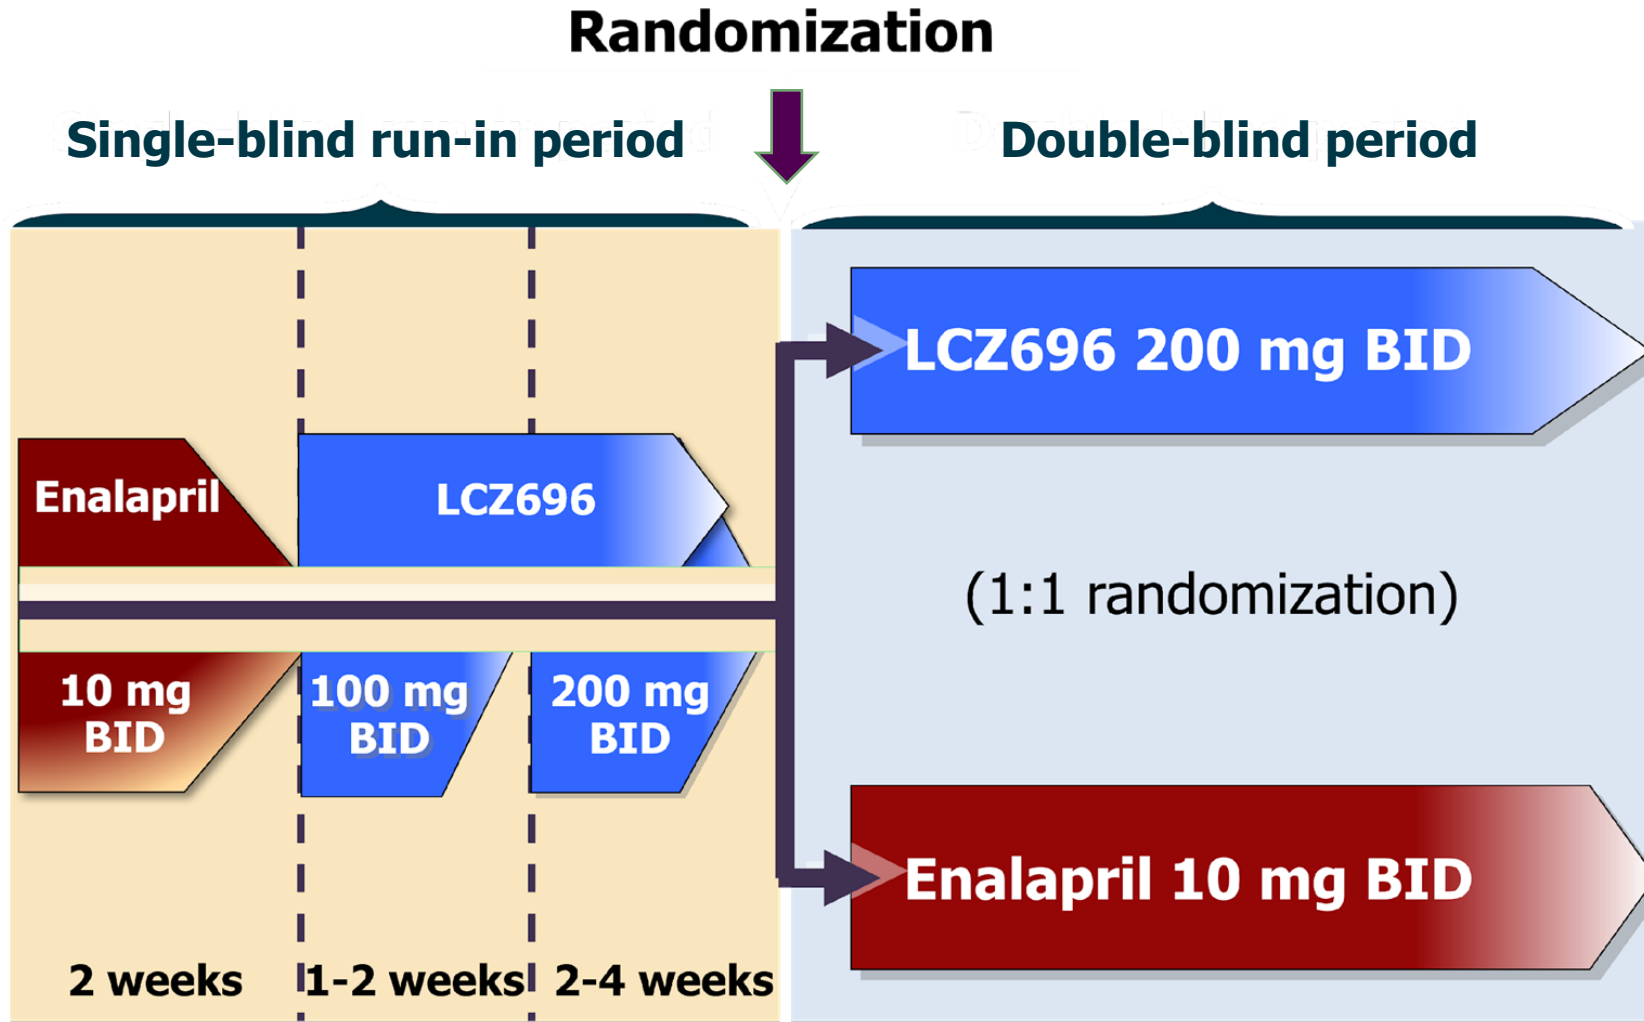 Randomization
Single-blind run-in period
Double-blind period
LCZ696 200 mg BID
Enalapril
LCZ696
(1:1 randomization)
10 mg
BID
100 mg
BID
200 mg
BID
Enalapril 10 mg BID
2 weeks
1-2 weeks
2-4 weeks